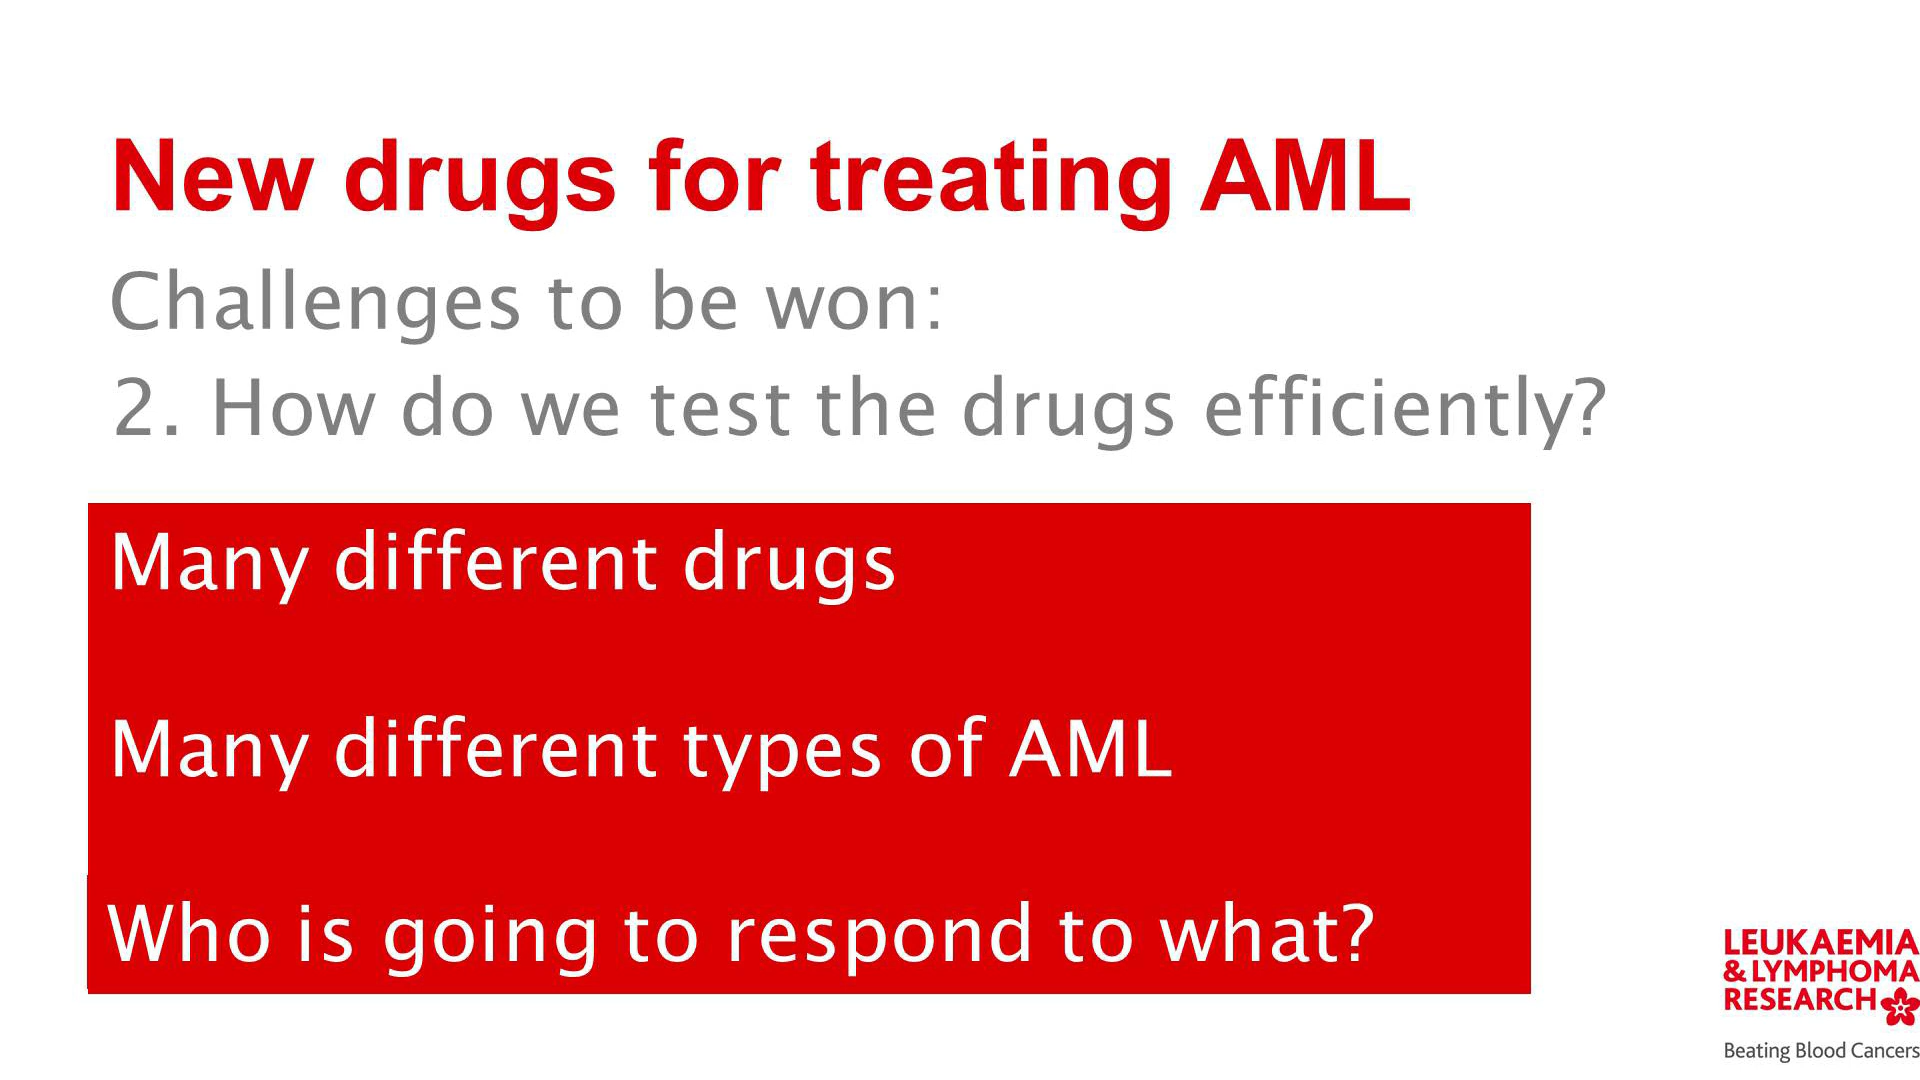 New drugs for treating AML
Challenges to be won:
2. How do we test the drugs efficiently?
Many different drugs
Many different types of AML
Who is going to respond to what?
LEUKAEMIA
& LYMPHOMA
RESEARCH
Beating Blood Cancers